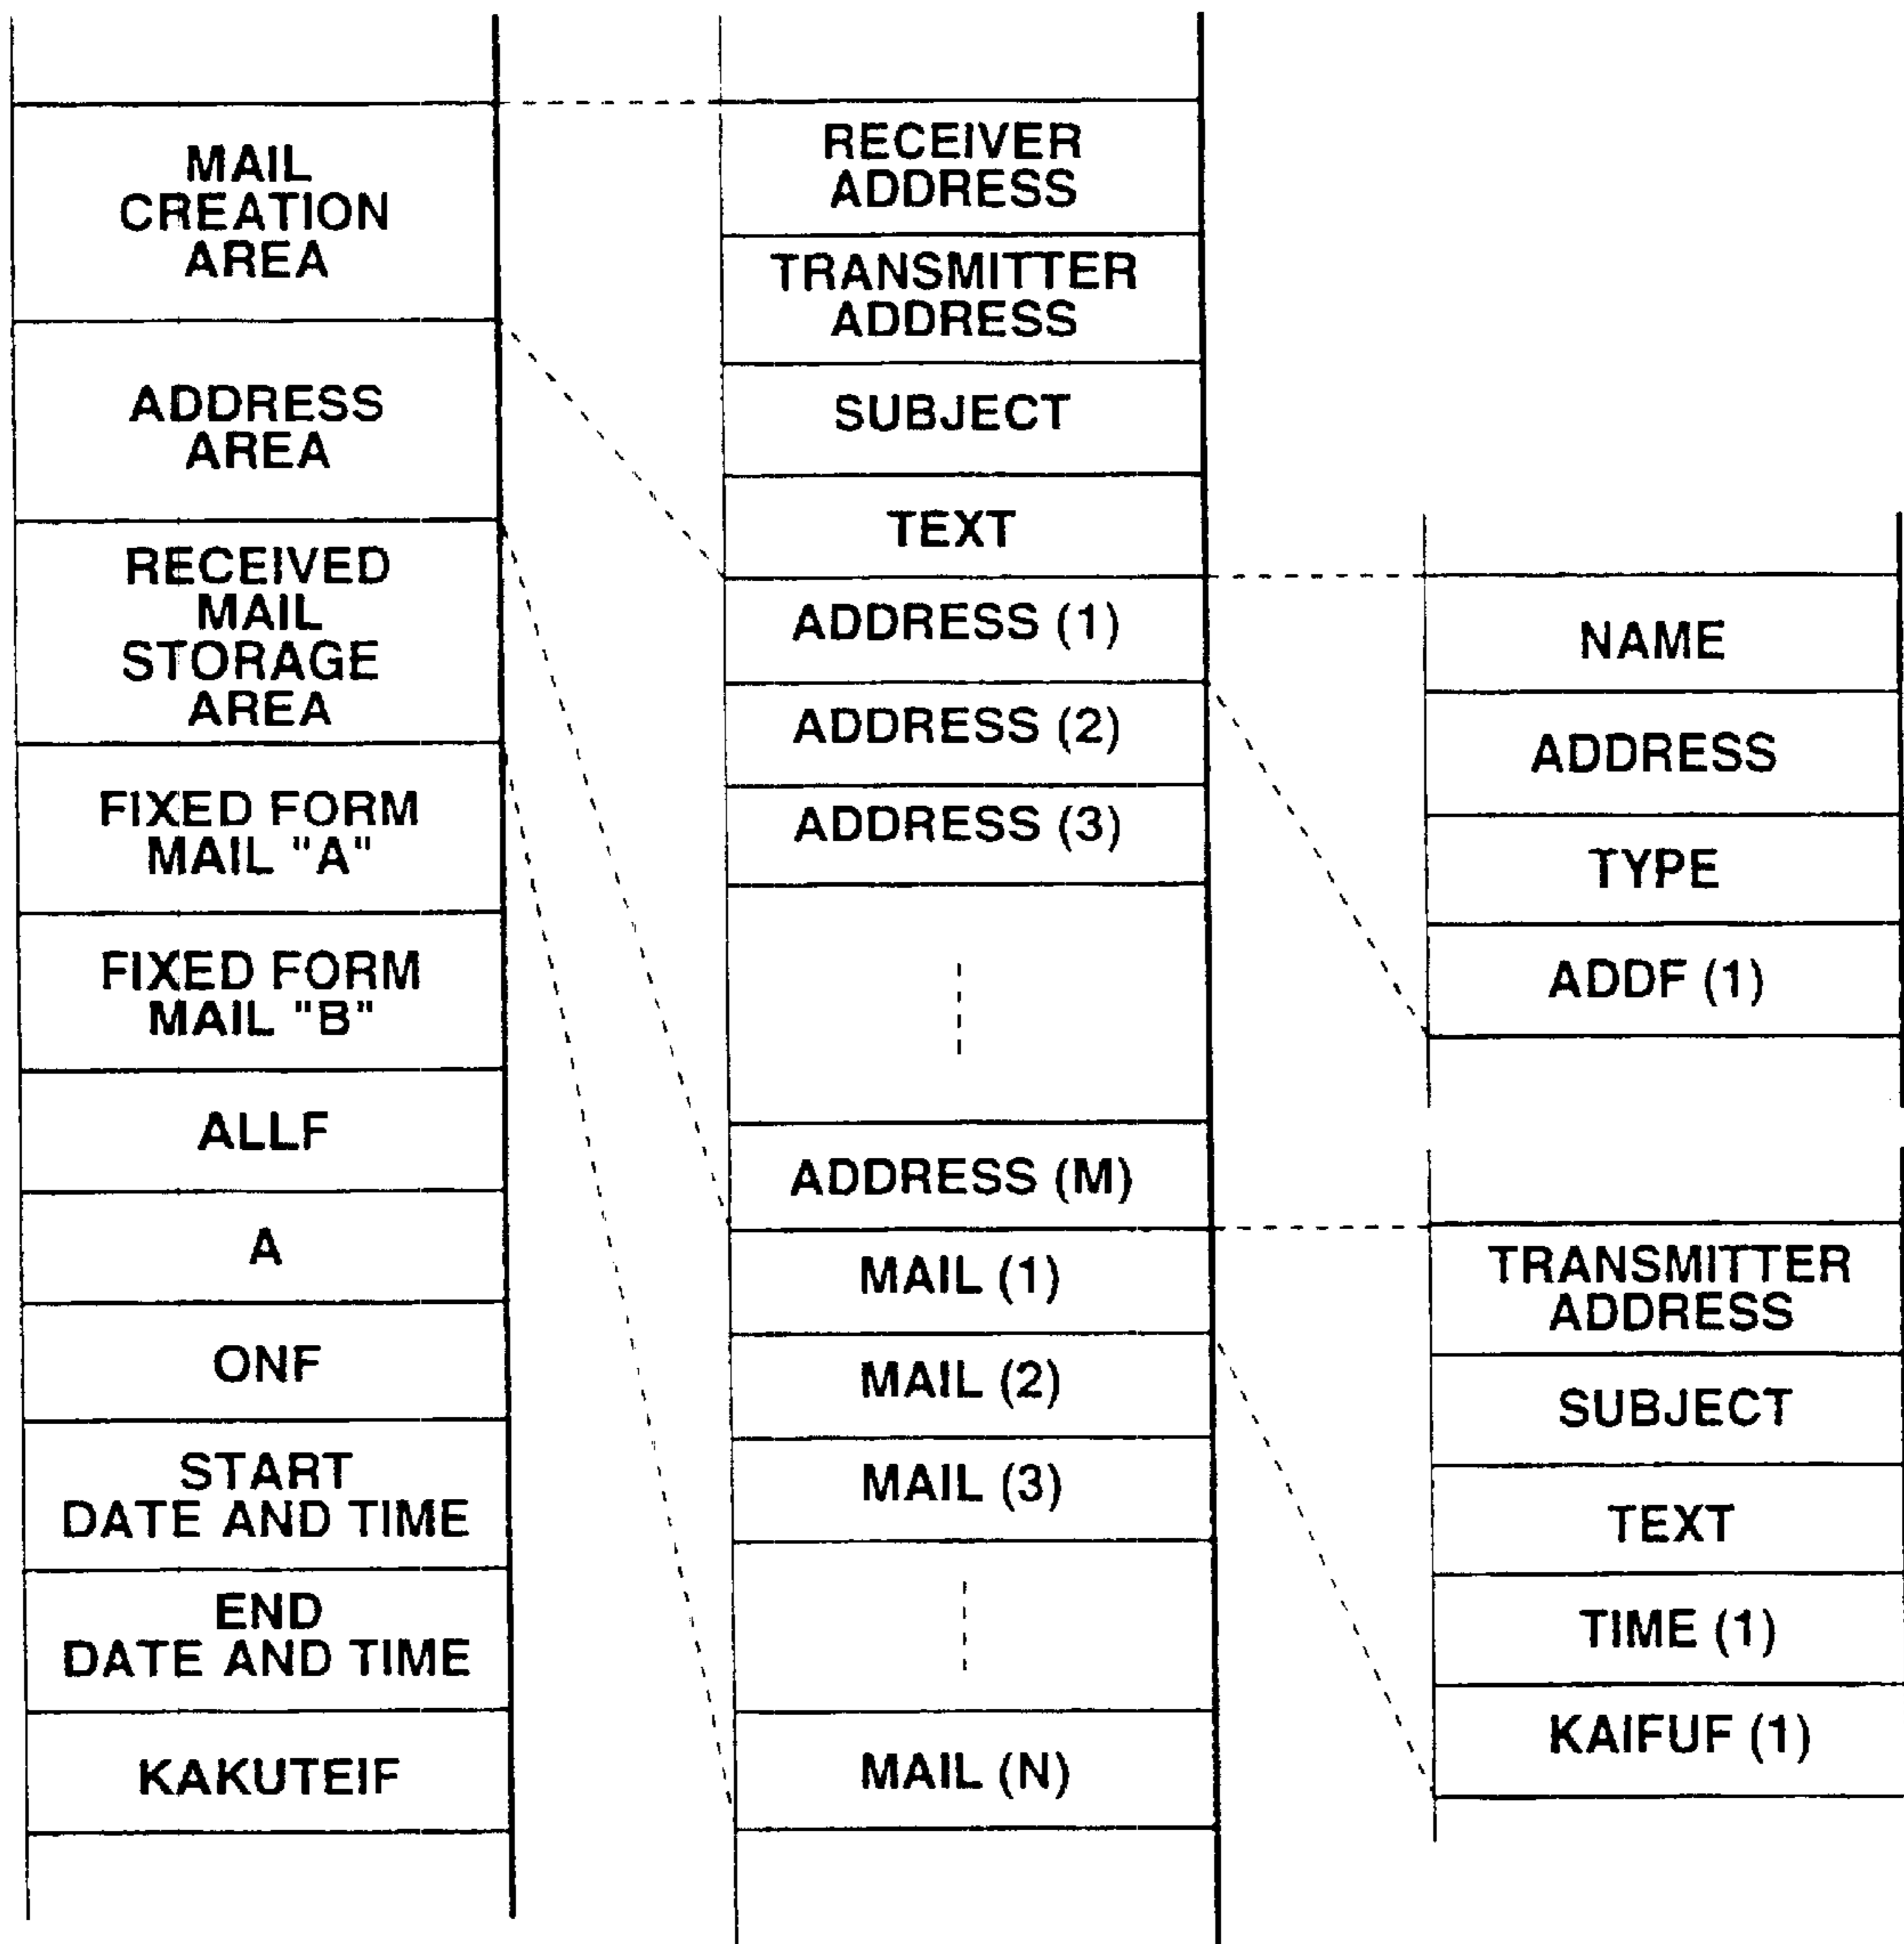 MAIL
CREATION
AREA
ADDRESS
AREA
RECEIVED
MAIL
STORAGE
AREA
FIXED FORM
MAIL "A"
FIXED FORM
MAIL "B"
ALLF
A
ONF
START
DATE AND TIME
END
DATE AND TIME
KAKUTEIF
RECEIVER
ADDRESS
TRANSMITTER
ADDRESS
SUBJECT
TEXT
ADDRESS (1)
ADDRESS (2)
ADDRESS (3)
ADDRESS (M)
MAIL (1)
MAIL (2)
MAIL (3)
MAIL (N)
NAME
ADDRESS
TYPE
ADDF (1)
TRANSMITTER
ADDRESS
SUBJECT
TEXT
TIME (1)
KAIFUF (1)